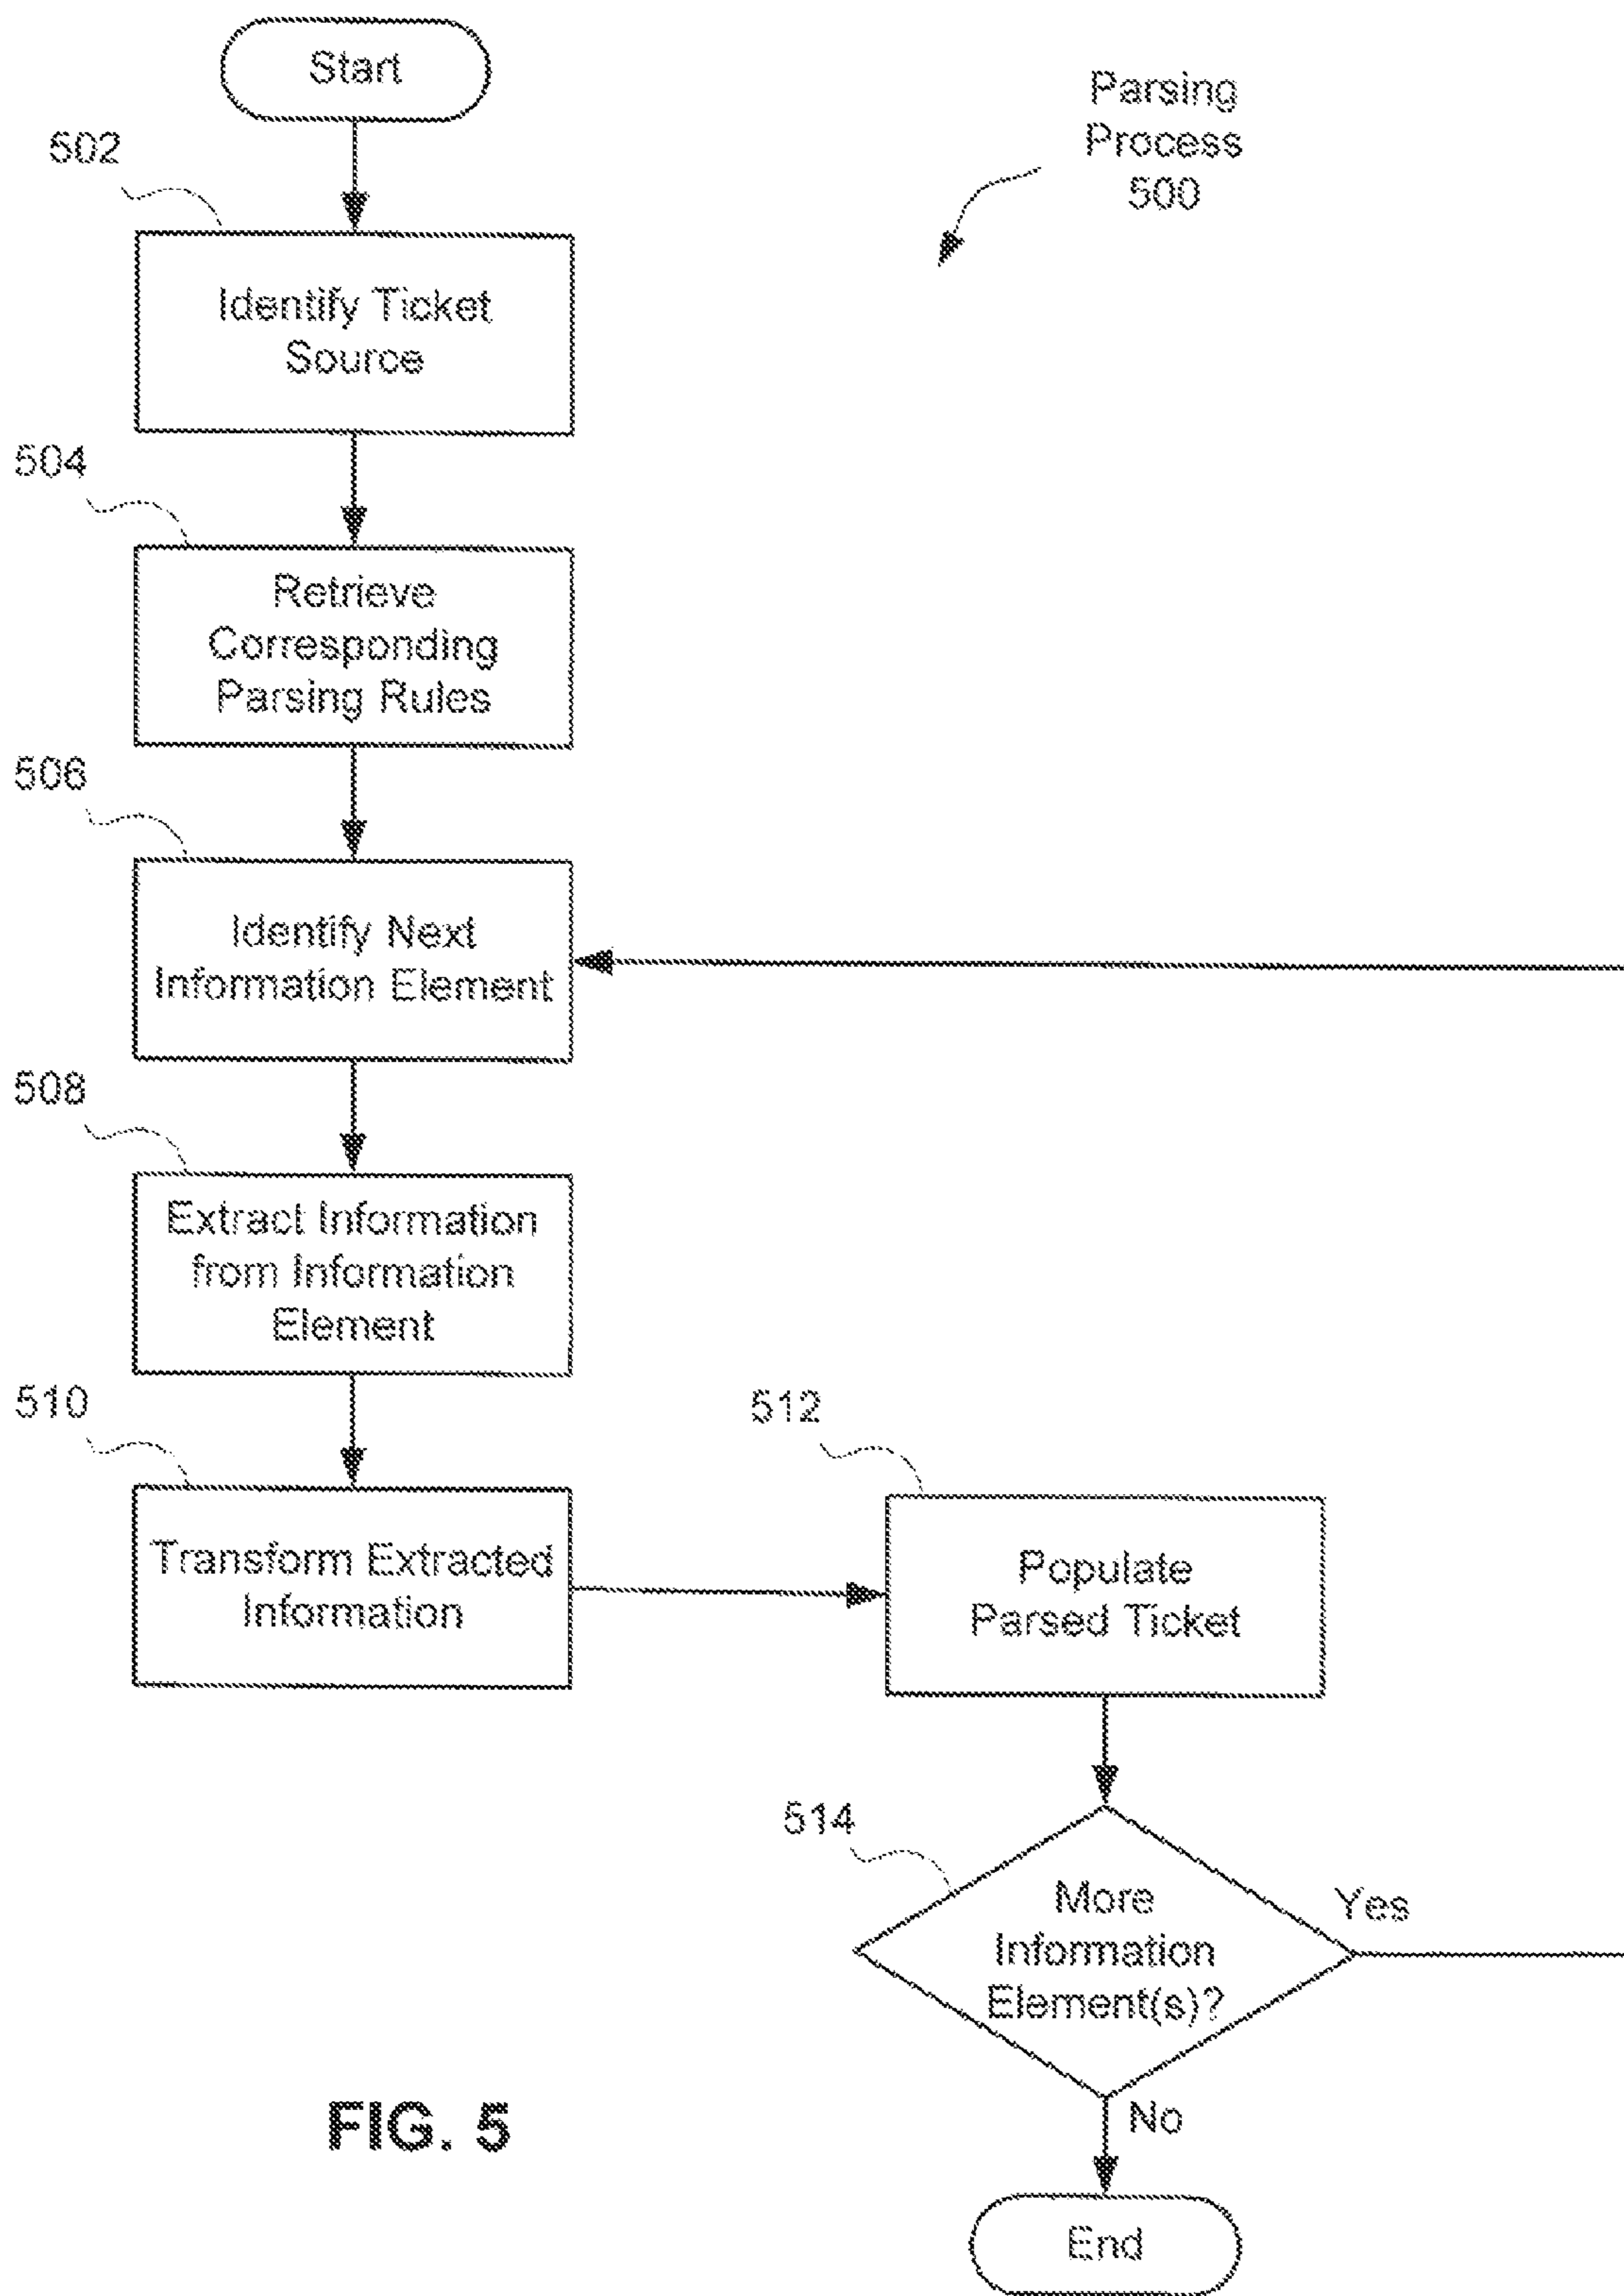 Start
Parsing
Process
500
502
Identify Ticket
Source
504
Retrieve
Corresponding
Parsing Rules
506
Identify Next
Information Element
508
Extract Information
from Information
Element
510
Transform Extracted
Information
512
Populate
Parsed Ticket
514
More
Information
Element(s)?
Yes
No
End
FIG. 5